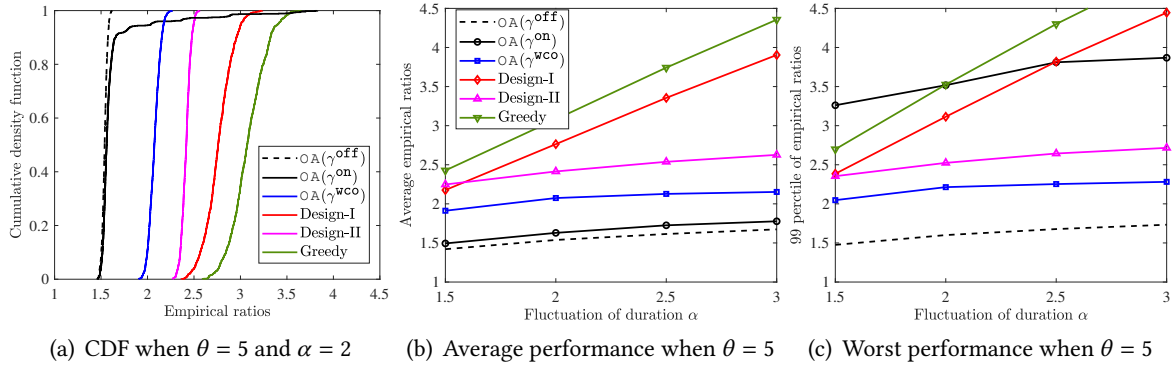 1
0.8
0.6
0.4
0.2
0
Cumulative density function
OA(γ^off)
OA(γ^on)
OA(γ^wco)
Design-I
Design-II
Greedy
1 1.5 2 2.5 3 3.5 4 4.5
Empirical ratios
(a) CDF when θ = 5 and α = 2
4.5
4
3.5
3
2.5
2
1.5
1
Average empirical ratios
OA(γ^off)
OA(γ^on)
OA(γ^wco)
Design-I
Design-II
Greedy
1.5 2 2.5 3
Fluctuation of duration α
(b) Average performance when θ = 5
4.5
4
3.5
3
2.5
2
1.5
1
99 perctile of empirical ratios
1.5 2 2.5 3
Fluctuation of duration α
(c) Worst performance when θ = 5